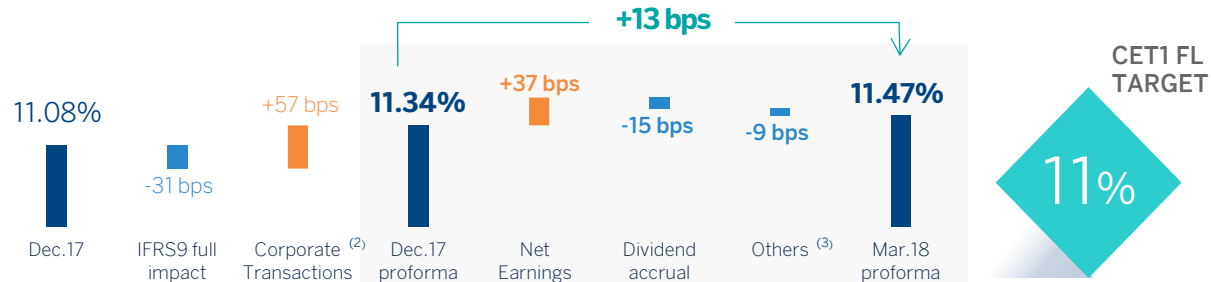 +13 bps
CET1 FL
TARGET
11.08%
-31 bps
+57 bps
11.34%
+37 bps
-15 bps
-9 bps
11.47%
11%
Dec.17
IFRS9 full
impact
Corporate (2)
Transactions
Dec.17
proforma
Net
Earnings
Dividend
accrual
Others (3)
Mar.18
proforma